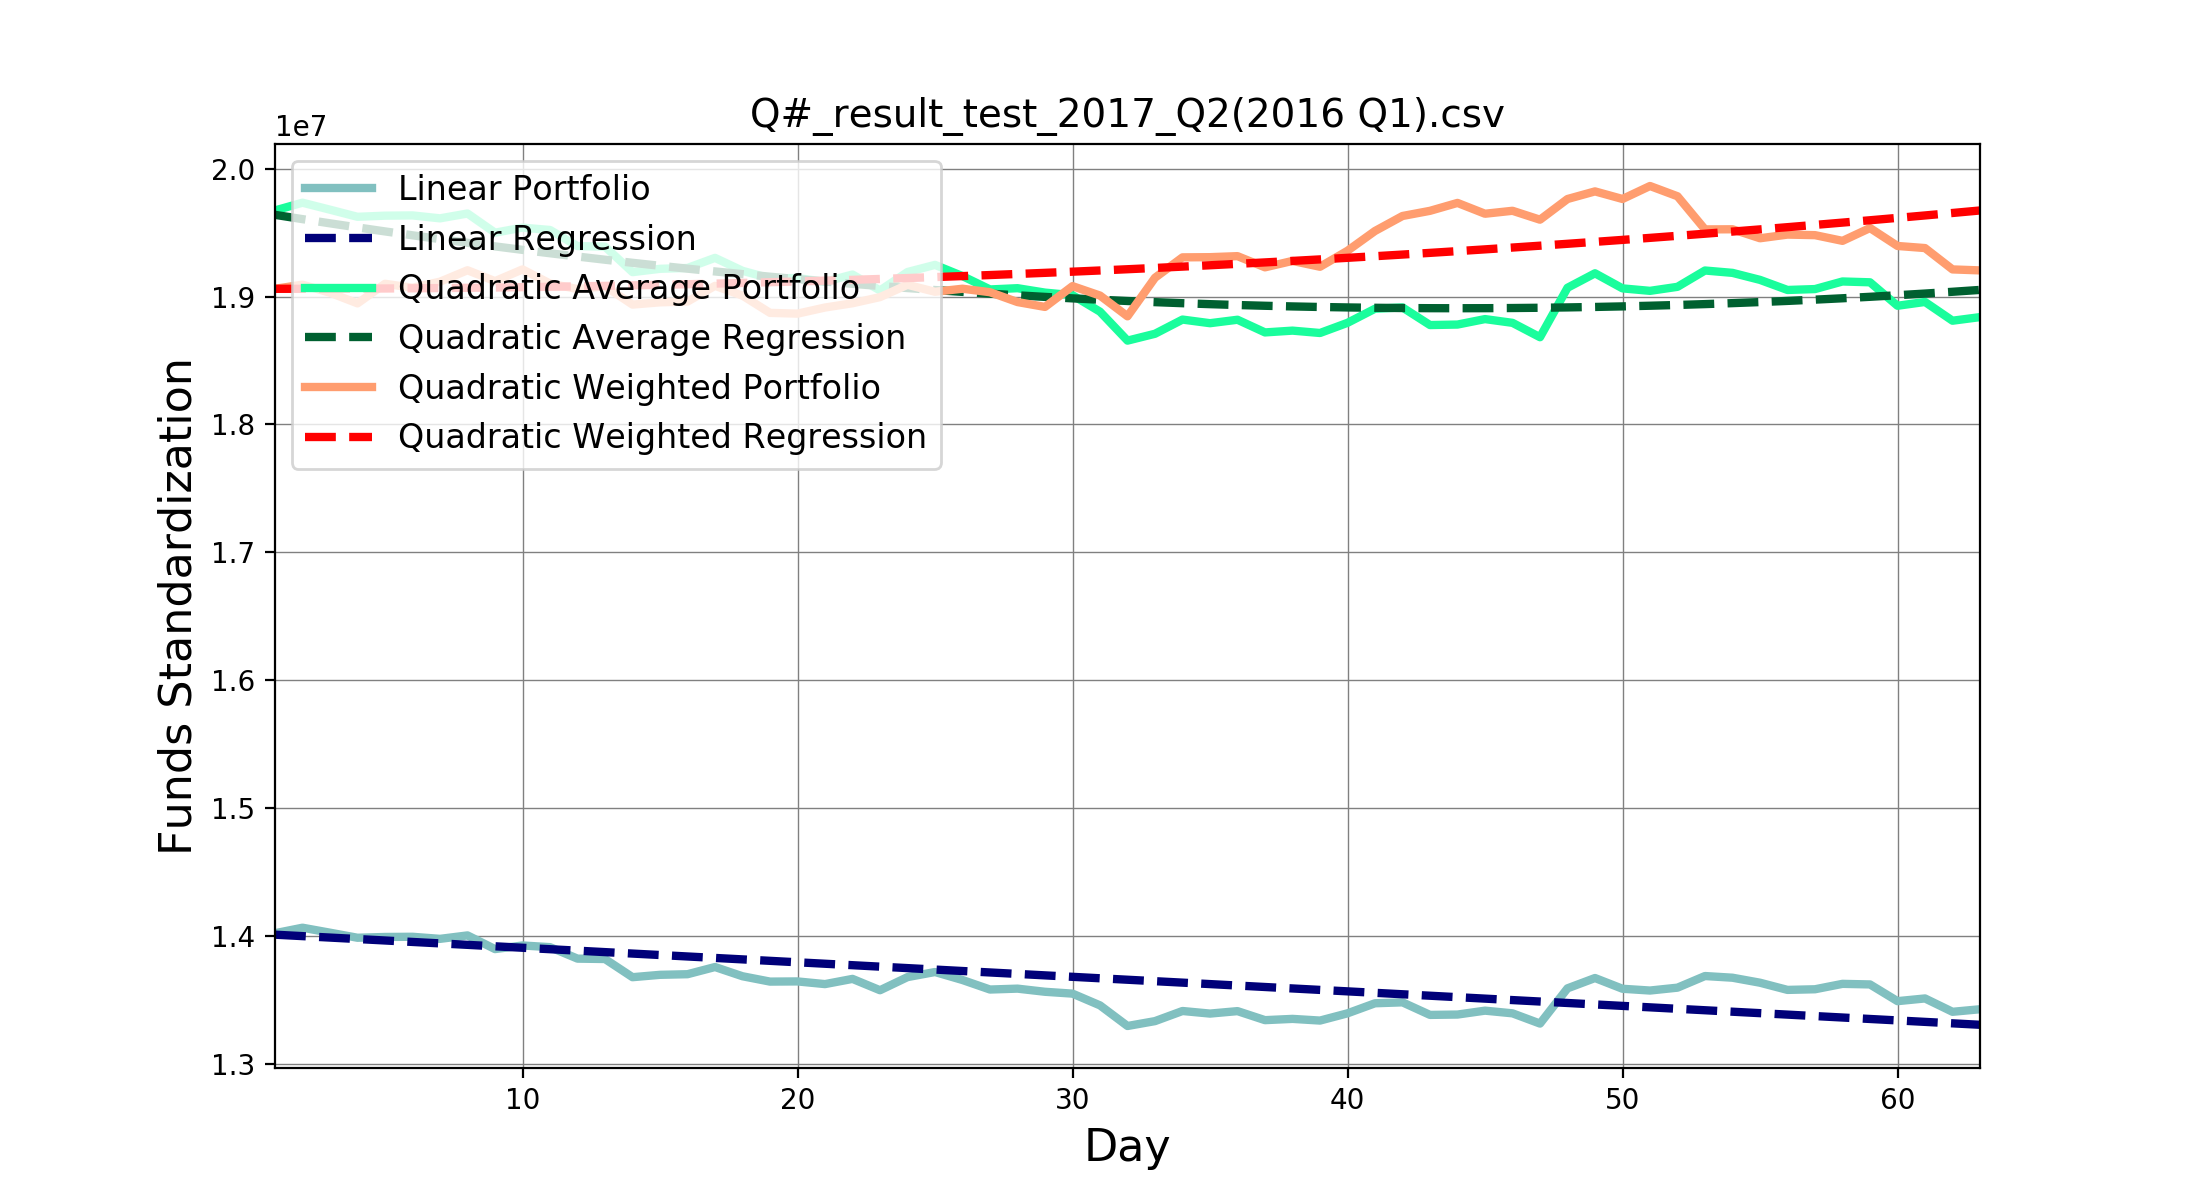 Q#_result_test_2017_Q2(2016 Q1).csv
1e7
Linear Portfolio
Linear Regression
Quadratic Average Portfolio
Quadratic Average Regression
Quadratic Weighted Portfolio
Quadratic Weighted Regression
2.0
1.9
1.8
1.7
1.6
1.5
1.4
1.3
Funds Standardization
10 20 30 40 50 60
Day